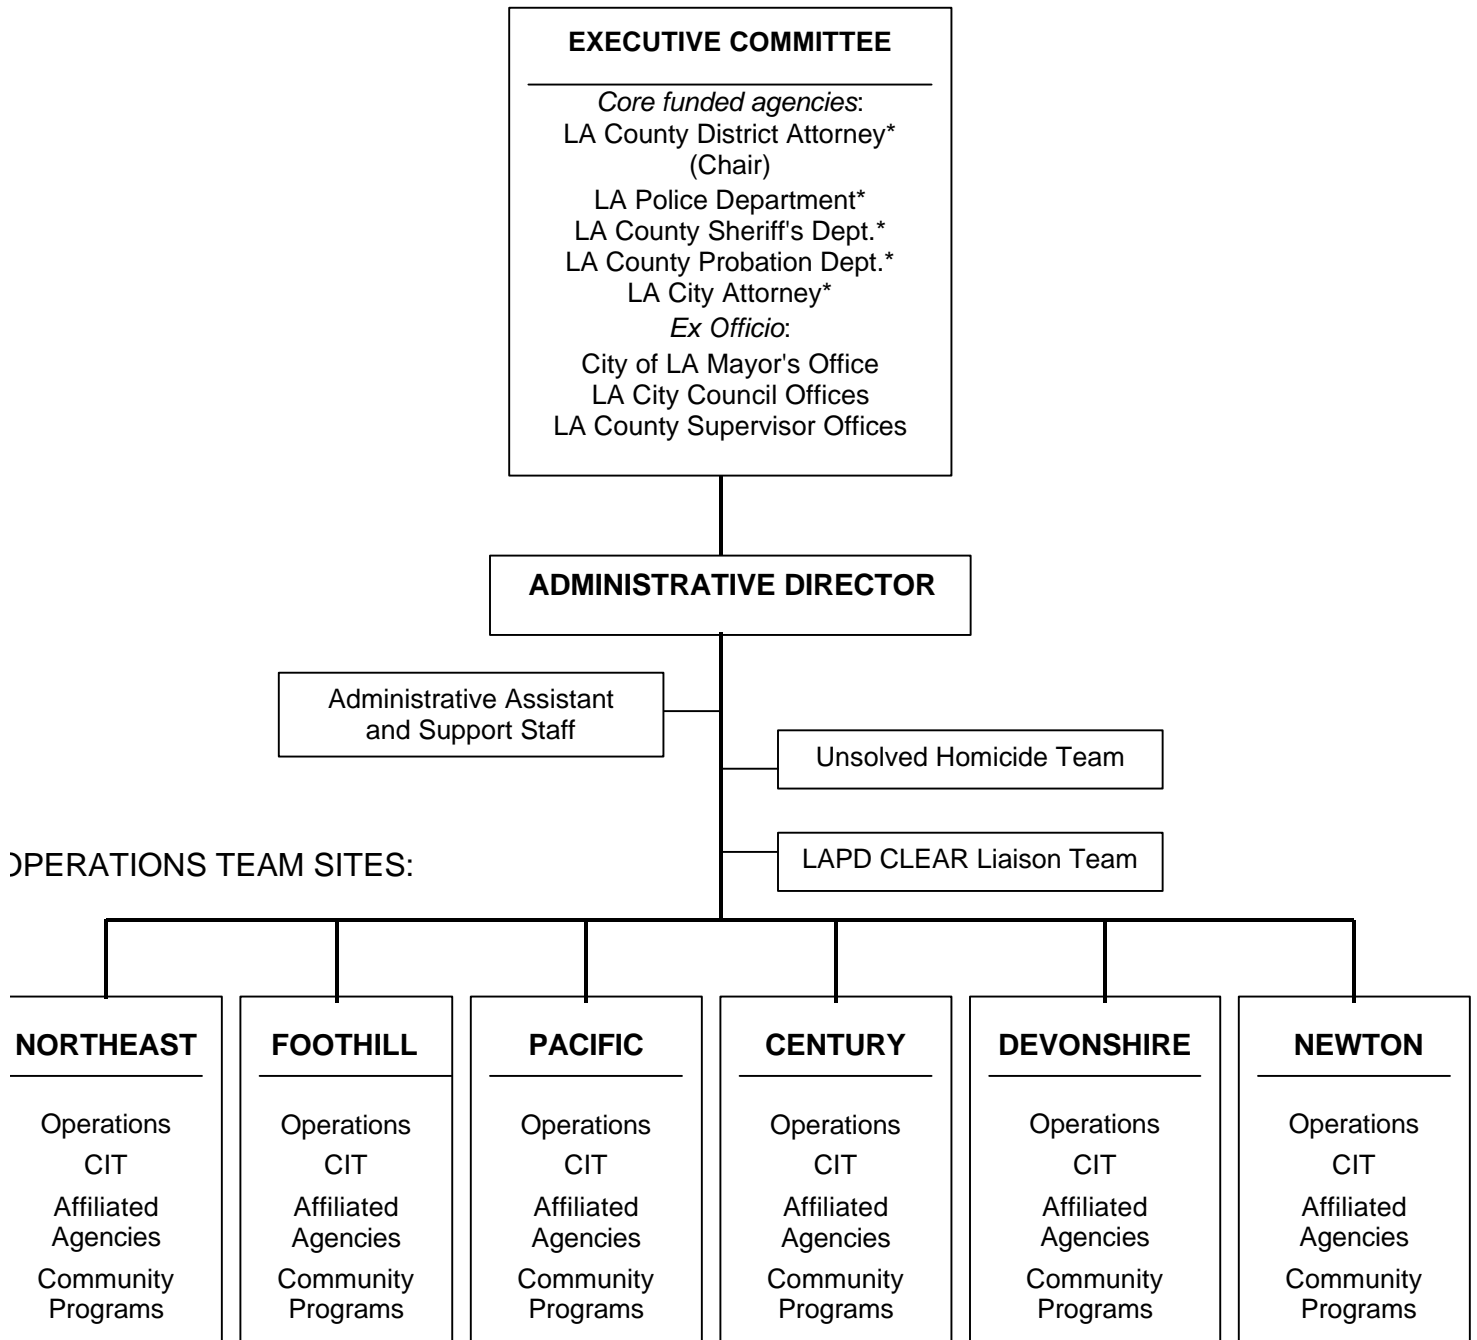 EXECUTIVE COMMITTEE
Core funded agencies:
LA County District Attorney*
(Chair)
LA Police Department*
LA County Sheriff's Dept.*
LA County Probation Dept.*
LA City Attorney*
Ex Officio:
City of LA Mayor's Office
LA City Council Offices
LA County Supervisor Offices
ADMINISTRATIVE DIRECTOR
Administrative Assistant
and Support Staff
Unsolved Homicide Team
LAPD CLEAR Liaison Team
OPERATIONS TEAM SITES:
NORTHEAST
Operations
CIT
Affiliated
Agencies
Community
Programs
FOOTHILL
Operations
CIT
Affiliated
Agencies
Community
Programs
PACIFIC
Operations
CIT
Affiliated
Agencies
Community
Programs
CENTURY
Operations
CIT
Affiliated
Agencies
Community
Programs
DEVONSHIRE
Operations
CIT
Affiliated
Agencies
Community
Programs
NEWTON
Operations
CIT
Affiliated
Agencies
Community
Programs